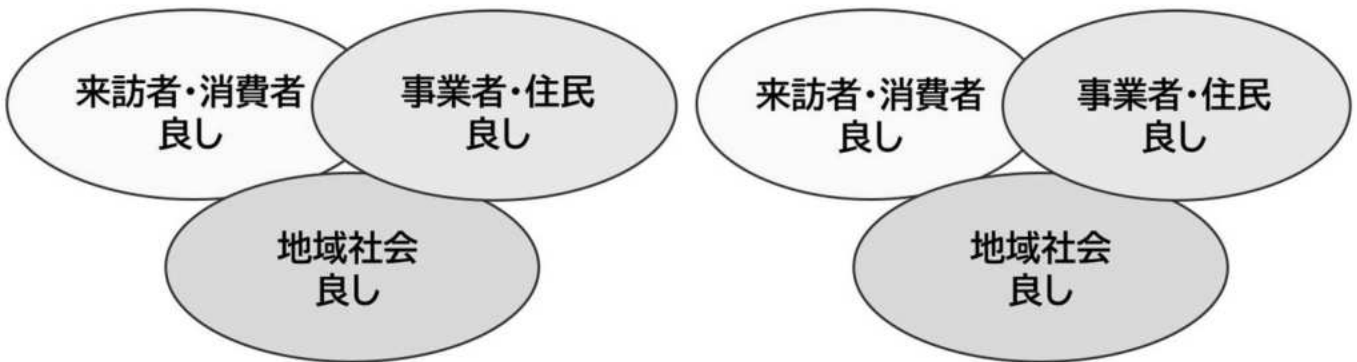 来訪者・消費者
良し
事業者・住民
良し
地域社会
良し
来訪者・消費者
良し
事業者・住民
良し
地域社会
良し